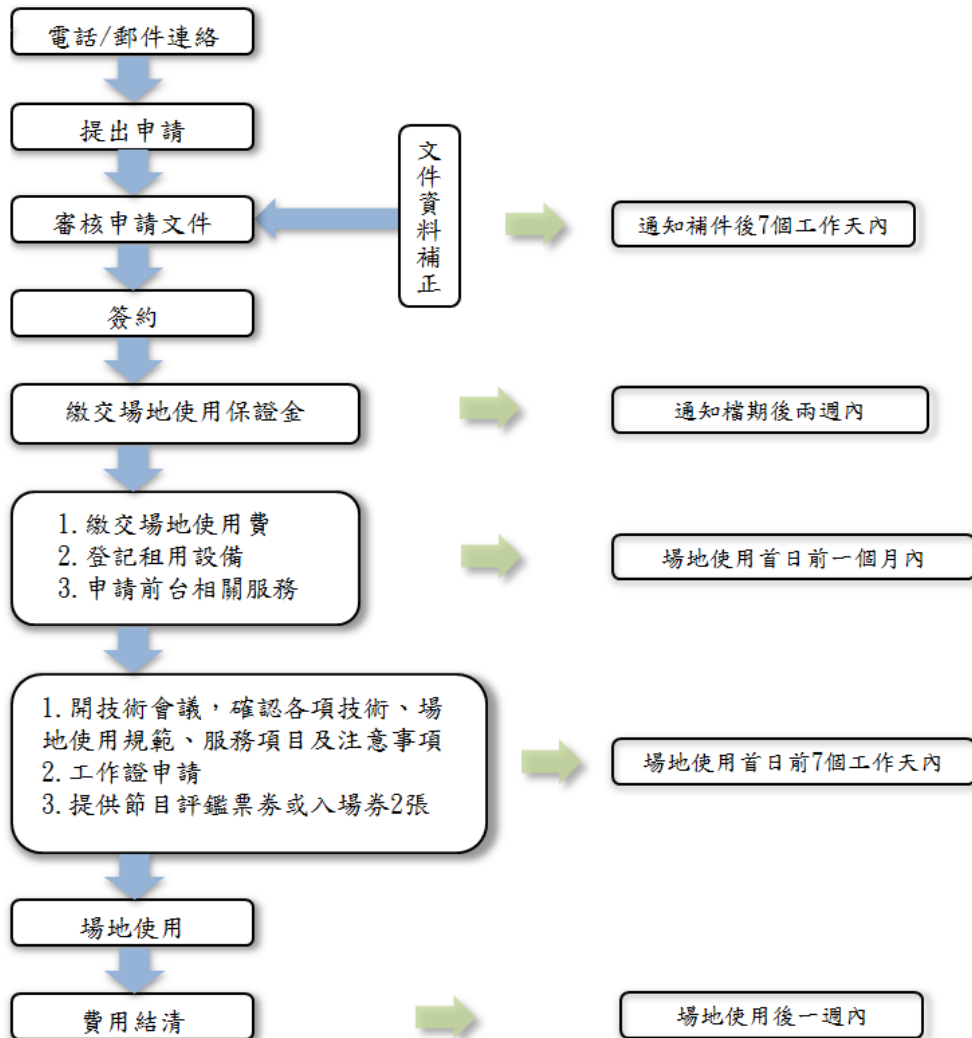 電話/郵件連絡
提出申請
審核申請文件
文件資料補正
通知補件後7個工作天內
簽約
繳交場地使用保證金
通知檔期後兩週內
1. 繳交場地使用費
2. 登記租用設備
3. 申請前台相關服務
場地使用首日前一個月內
1. 開技術會議，確認各項技術、場
地使用規範、服務項目及注意事項
2. 工作證申請
3. 提供節目評鑑票券或入場券2張
場地使用首日前7個工作天內
場地使用
費用結清
場地使用後一週內